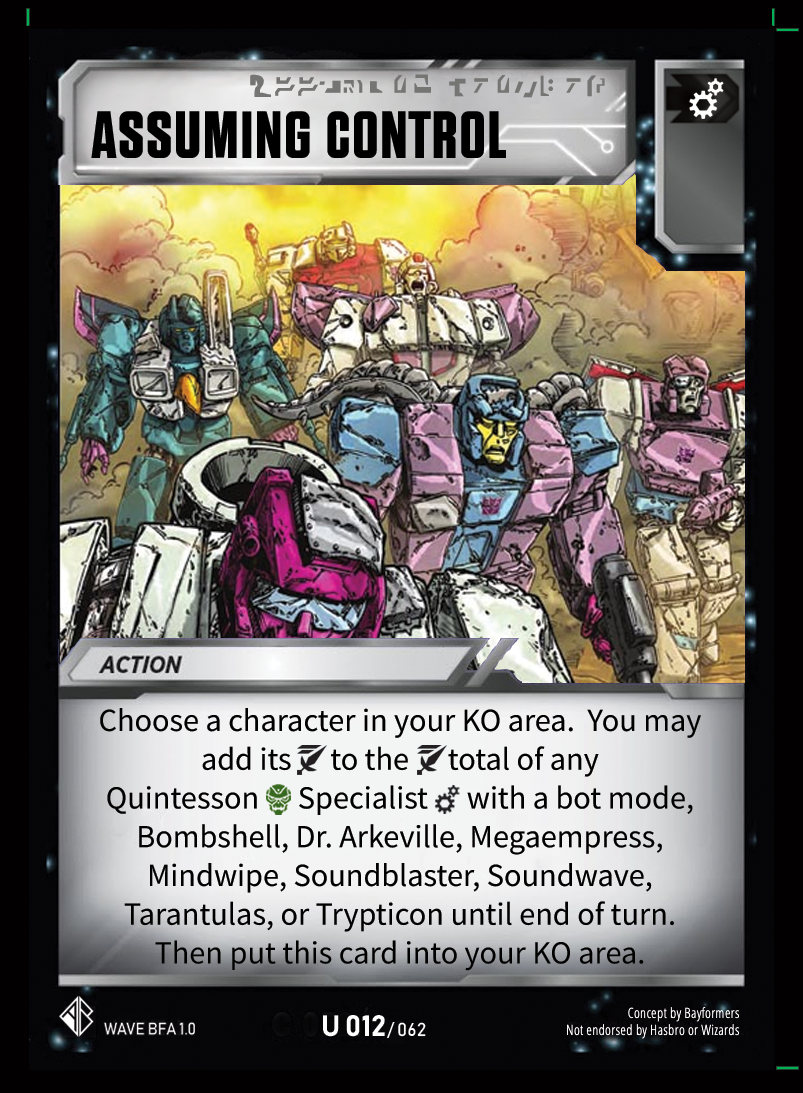 ASSUMING CONTROL
ACTION
Choose a character in your KO area. You may
add its to the total of any
Quintesson Specialist with a bot mode,
Bombshell, Dr. Arkeville, Megaempress,
Mindwipe, Soundblaster, Soundwave,
Tarantulas, or Trypticon until end of turn.
Then put this card into your KO area.
WAVE BFA 1.0
U 012/062
Concept by Bayformers
Not endorsed by Hasbro or Wizards